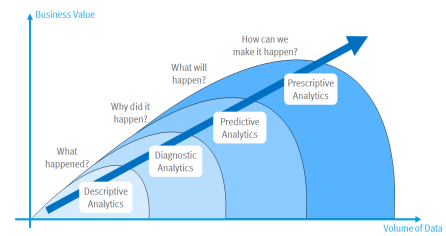 Business Value
How can we
make it happen?
What will
happen?
Prescriptive
Analytics
Why did it
happen?
Predictive
Analytics
What
happened?
Diagnostic
Analytics
Descriptive
Analytics
Volume of Data